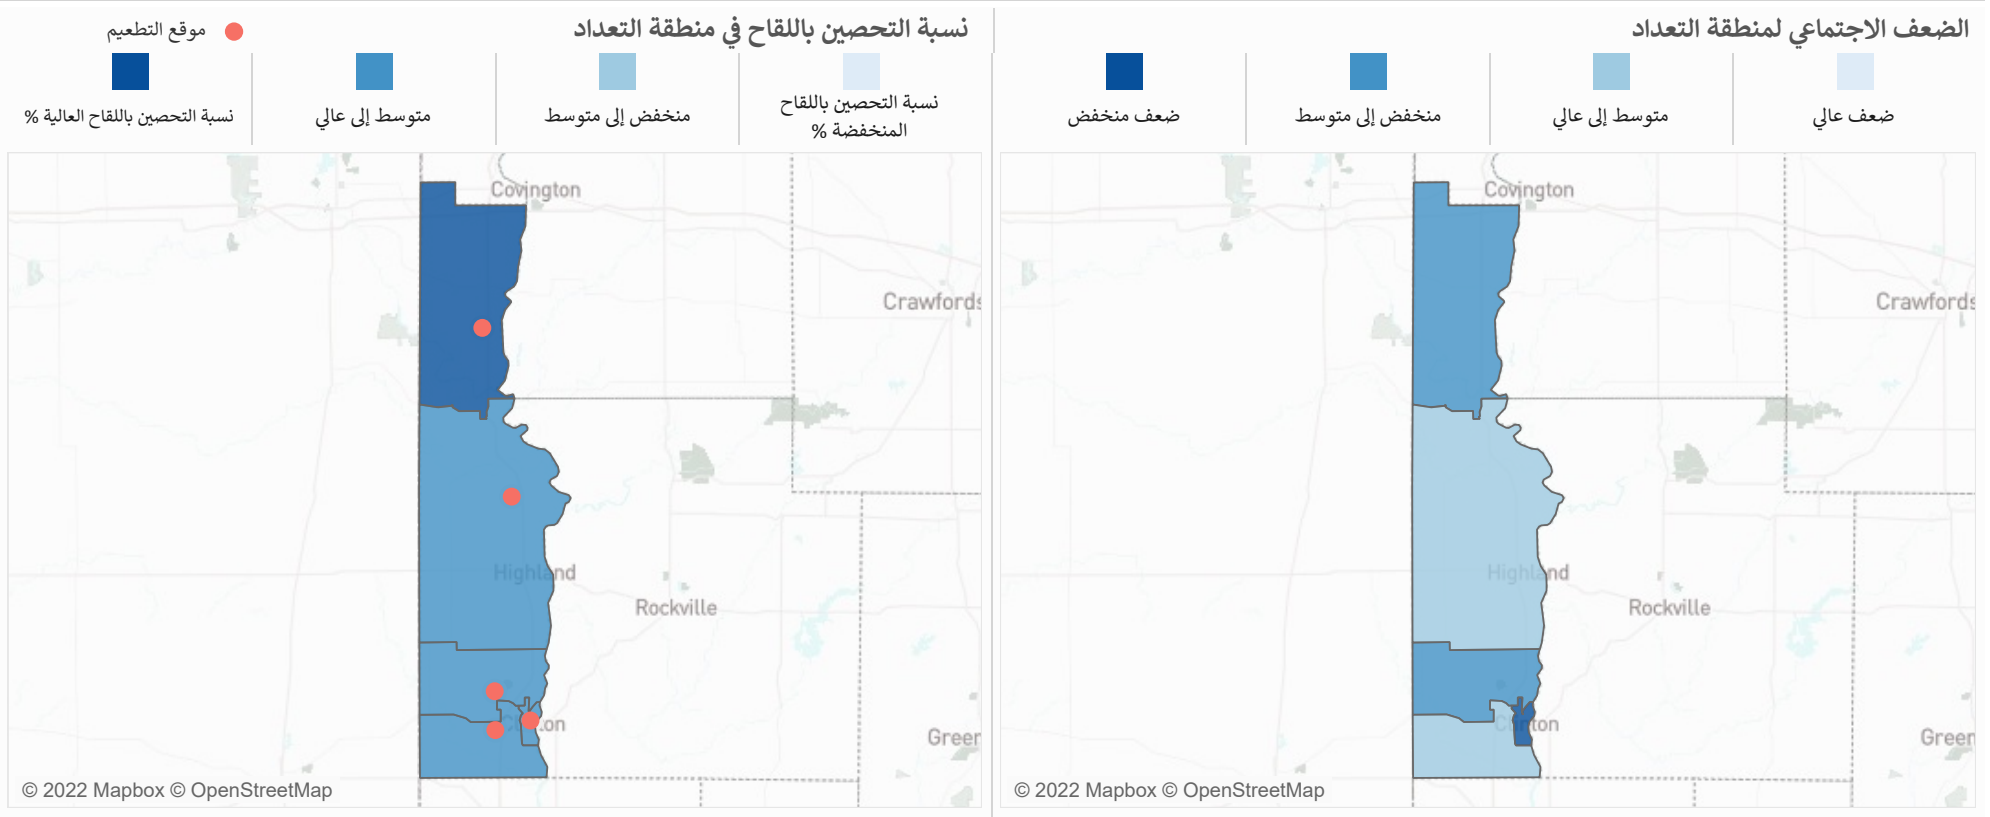 الضعف الاجتماعي لمنطقة التعداد
ضعف عالي
متوسط إلى عالي
منخفض إلى متوسط
ضعف منخفض
Covington
Crawfords
Highland
Rockville
Clinton
Green
© 2022 Mapbox © OpenStreetMap
نسبة التحصين باللقاح في منطقة التعداد
موقع التطعيم
نسبة التحصين باللقاح
المنخفضة %
منخفض إلى متوسط
متوسط إلى عالي
نسبة التحصين باللقاح العالية %
Covington
Crawfords
Highland
Rockville
Clinton
Green
© 2022 Mapbox © OpenStreetMap